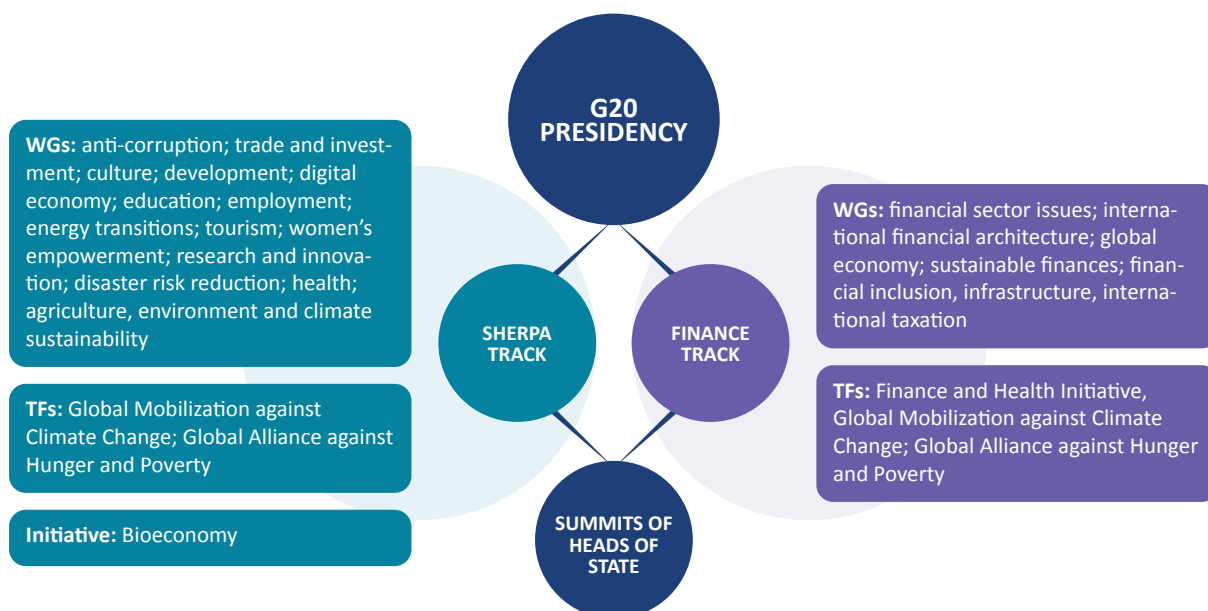 G20
PRESIDENCY
WGs: anti-corruption; trade and invest-
ment; culture; development; digital
economy; education; employment;
energy transitions; tourism; women’s
empowerment; research and innova-
tion; disaster risk reduction; health;
agriculture, environment and climate
sustainability
TFs: Global Mobilization against
Climate Change; Global Alliance against
Hunger and Poverty
Initiative: Bioeconomy
SHERPA
TRACK
FINANCE
TRACK
WGs: financial sector issues; interna-
tional financial architecture; global
economy; sustainable finances; finan-
cial inclusion, infrastructure, interna-
tional taxation
TFs: Finance and Health Initiative,
Global Mobilization against Climate
Change; Global Alliance against Hunger
and Poverty
SUMMITS OF
HEADS OF
STATE